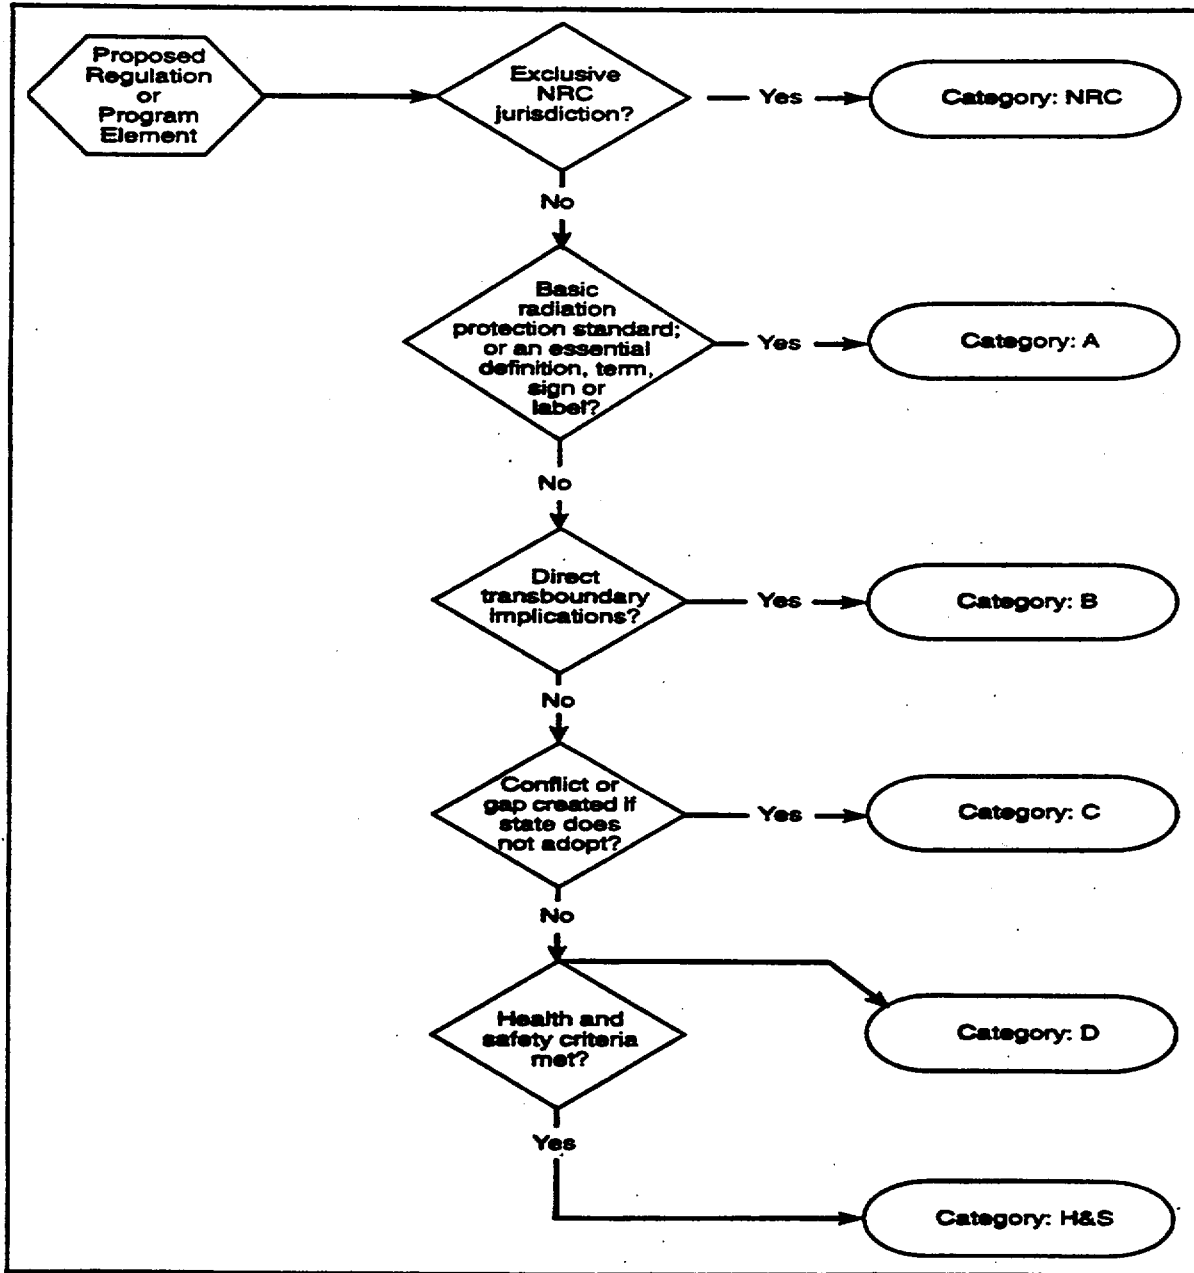 Proposed
Regulation
or
Program
Element
Exclusive
NRC
jurisdiction?
Yes
Category: NRC
No
Basic
radiation
protection standard;
or an essential
definition, term,
sign or
label?
Yes
Category: A
No
Direct
transboundary
implications?
Yes
Category: B
No
Conflict or
gap created if
state does
not adopt?
Yes
Category: C
No
Health and
safety criteria
met?
Category: D
Yes
Category: H&S